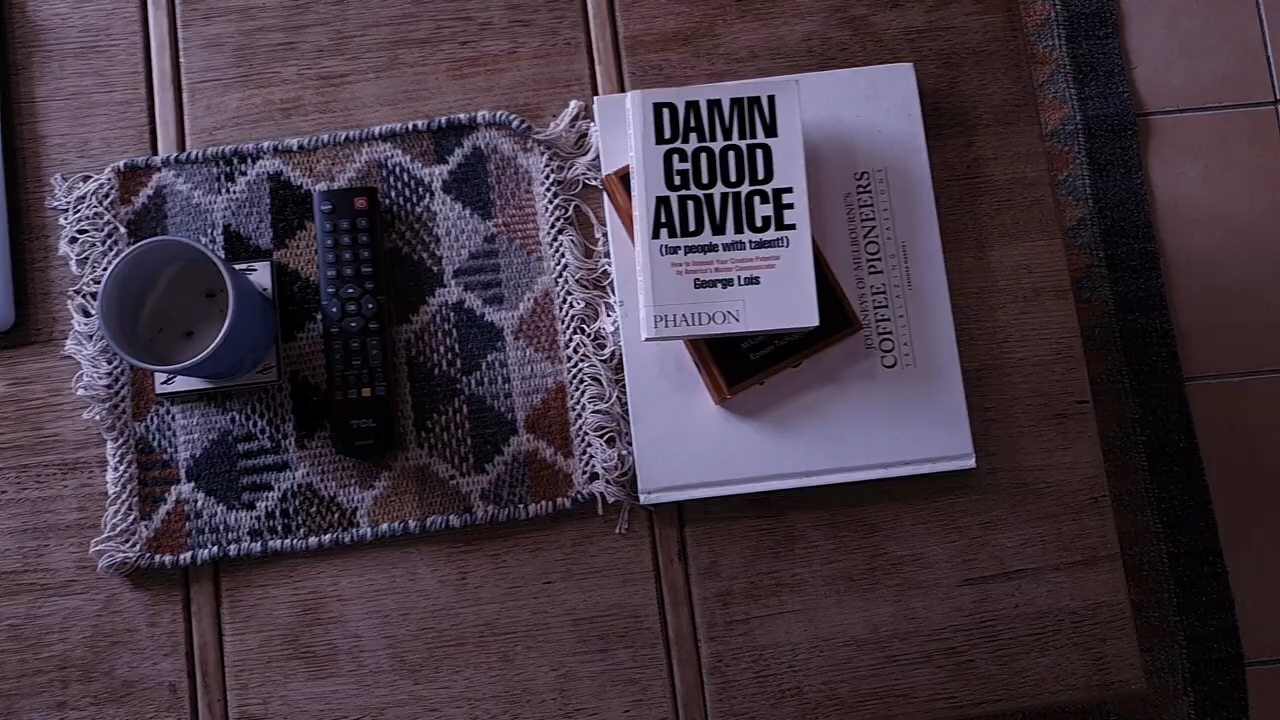 DAMN
GOOD
ADVICE
(for people with talent!)
How to Unleash Your Creative Potential
by America's Master Communicator
George Lois
PHAIDON
JOURNEYS OF MELBOURNE'S
COFFEE PIONEERS
TRAILBLAZING PASSIONS
TCL